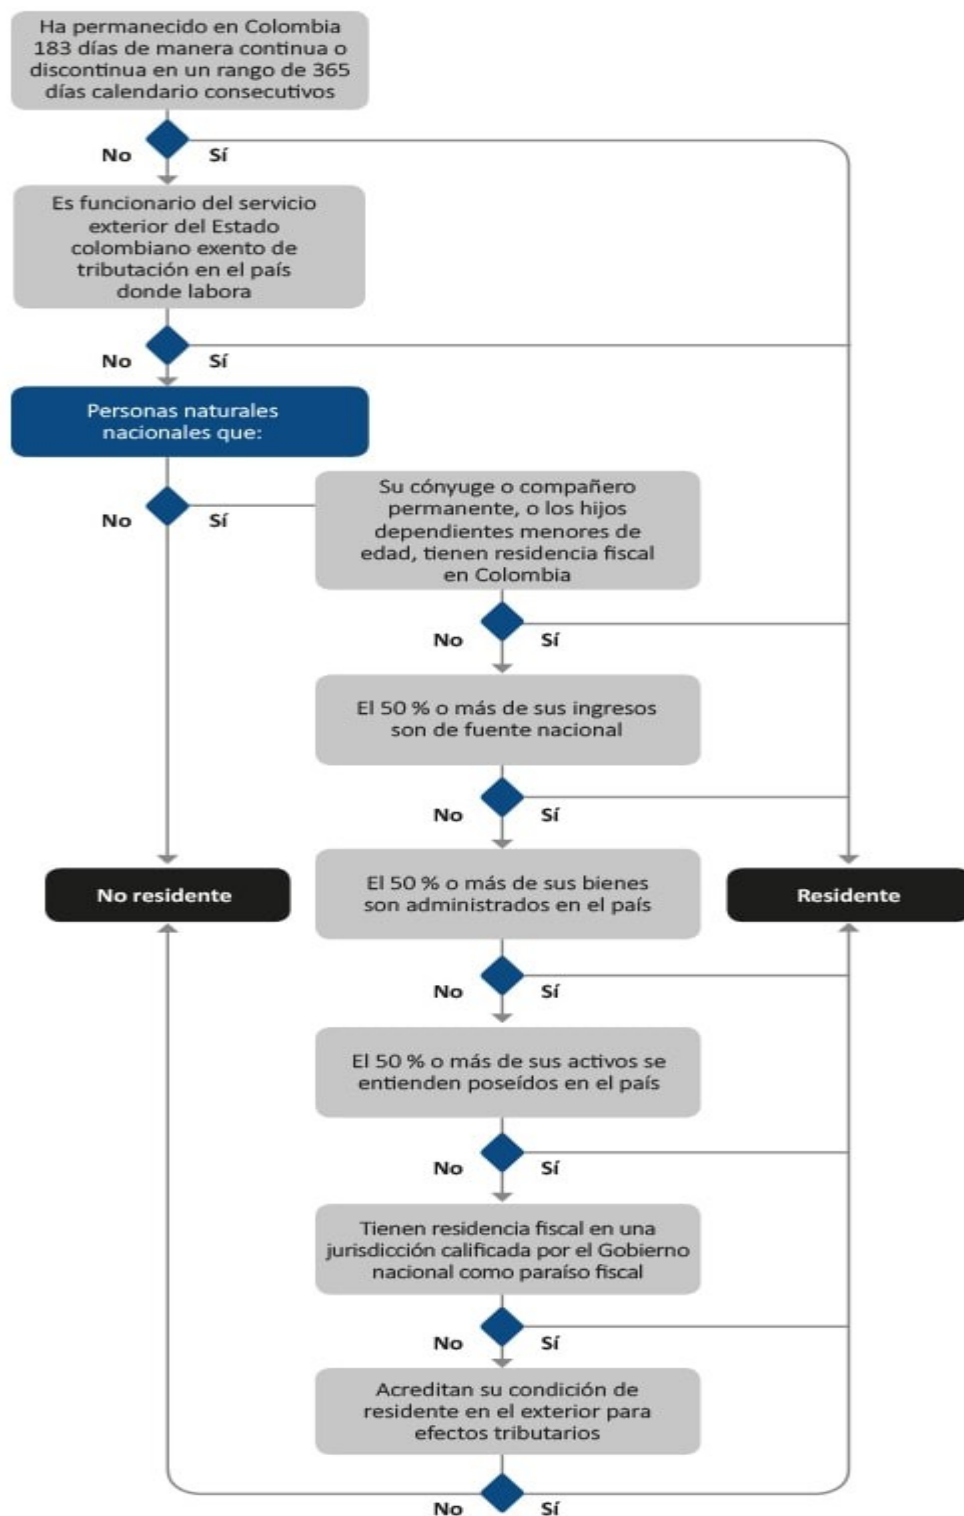 Ha permanecido en Colombia
183 días de manera continua o
discontinua en un rango de 365
días calendario consecutivos
No
Sí
Es funcionario del servicio
exterior del Estado
colombiano exento de
tributación en el país
donde labora
No
Sí
Personas naturales
nacionales que:
No
Sí
Su cónyuge o compañero
permanente, o los hijos
dependientes menores de
edad, tienen residencia fiscal
en Colombia
No
Sí
El 50 % o más de sus ingresos
son de fuente nacional
No
Sí
No residente
El 50 % o más de sus bienes
son administrados en el país
Residente
No
Sí
El 50 % o más de sus activos se
entienden poseídos en el país
No
Sí
Tienen residencia fiscal en una
jurisdicción calificada por el Gobierno
nacional como paraíso fiscal
No
Sí
Acreditan su condición de
residente en el exterior para
efectos tributarios
No
Sí